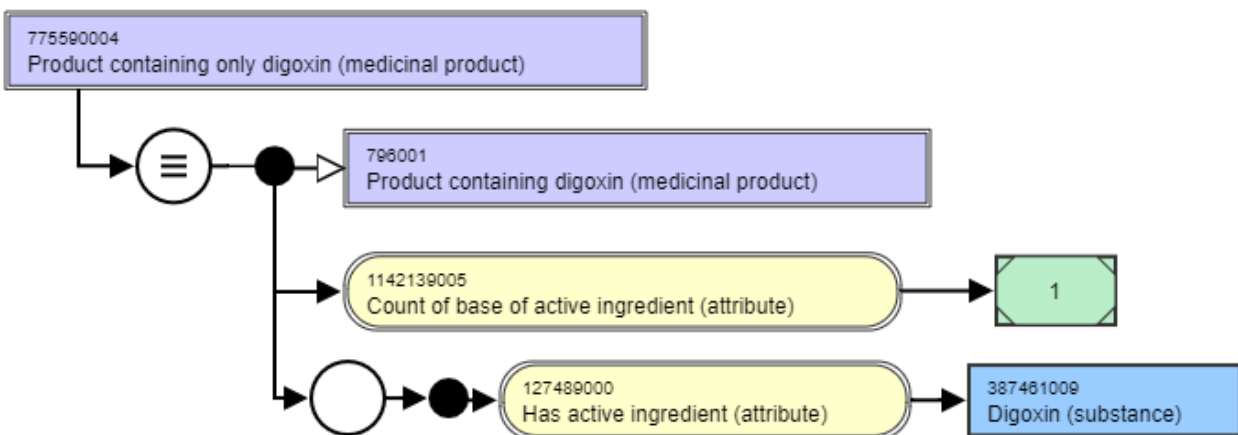 775590004
Product containing only digoxin (medicinal product)
796001
Product containing digoxin (medicinal product)
1142139005
Count of base of active ingredient (attribute)
1
127489000
Has active ingredient (attribute)
387461009
Digoxin (substance)